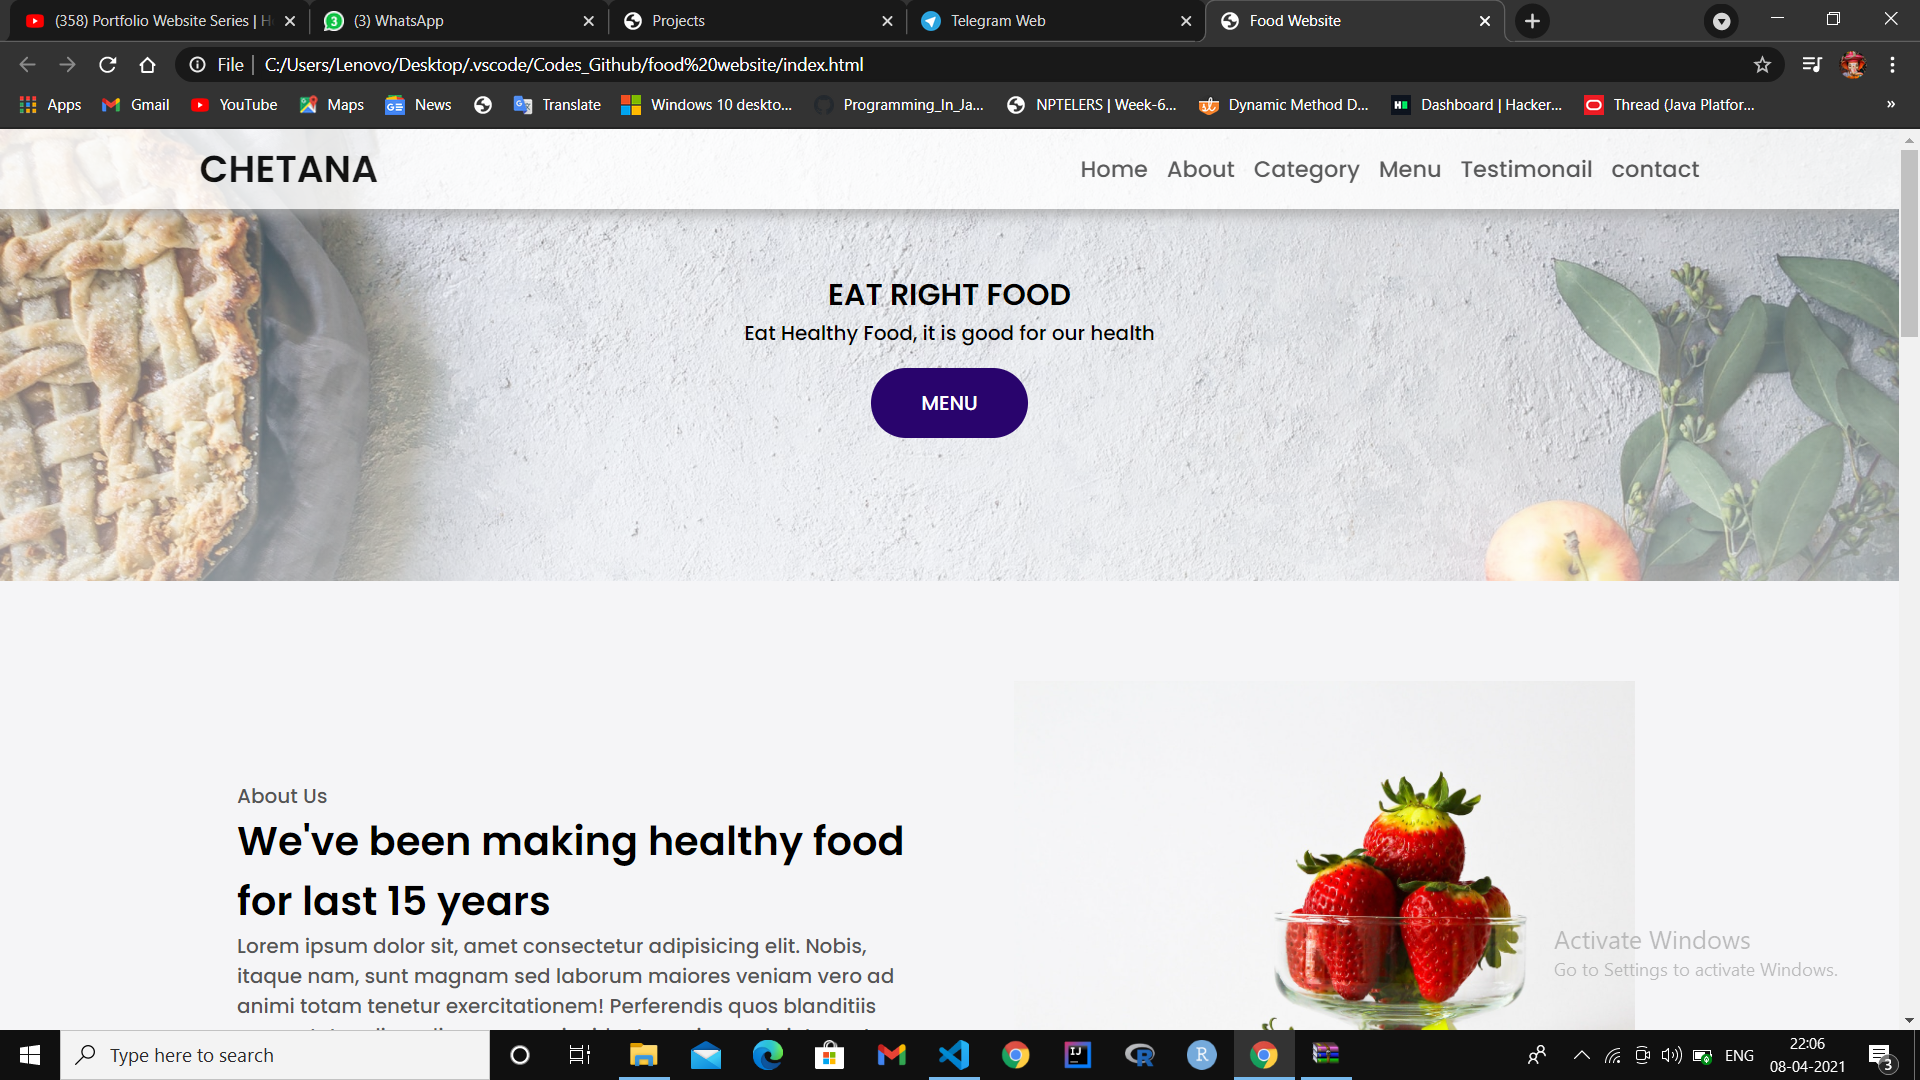 (358) Portfolio Website Series | H
(3) WhatsApp
Projects
Telegram Web
Food Website
File | C:/Users/Lenovo/Desktop/.vscode/Codes_Github/food%20website/index.html
Apps
Gmail
YouTube
Maps
News
Translate
Windows 10 deskto...
Programming_In_Ja...
NPTELERS | Week-6...
Dynamic Method D...
Dashboard | Hacker...
Thread (Java Platfor...
»
CHETANA
Home About Category Menu Testimonail contact
EAT RIGHT FOOD
Eat Healthy Food, it is good for our health
MENU
About Us
We've been making healthy food
for last 15 years
Lorem ipsum dolor sit, amet consectetur adipisicing elit. Nobis,
itaque nam, sunt magnam sed laborum maiores veniam vero ad
animi totam tenetur exercitationem! Perferendis quos blanditiis
Activate Windows
Go to Settings to activate Windows.
Type here to search
ENG
22:06
08-04-2021
3